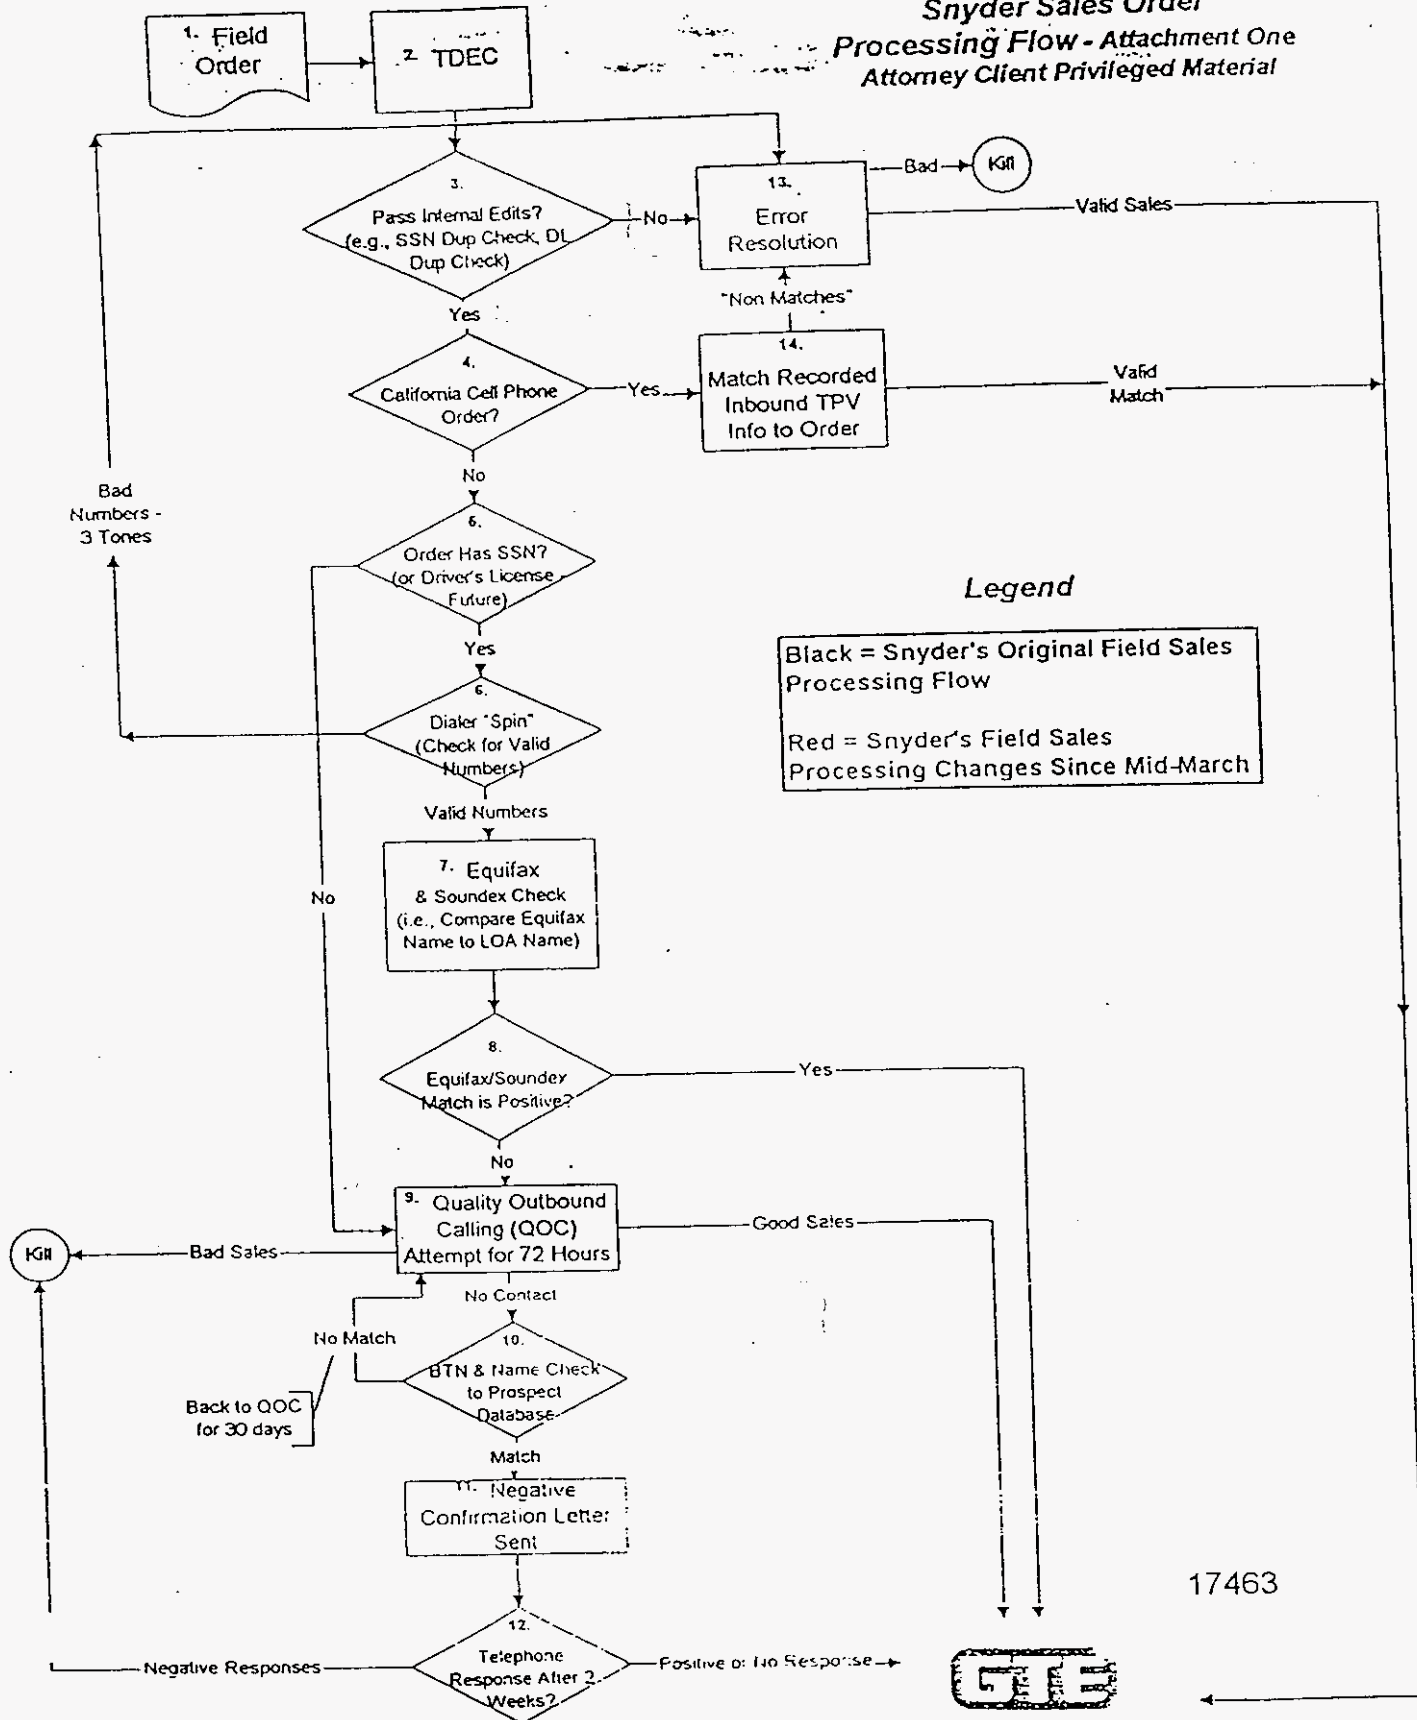 Snyder Sales Order
Processing Flow - Attachment One
Attorney Client Privileged Material
1. Field
Order
2 TDEC
3.
Pass Internal Edits?
(e.g., SSN Dup Check, DL
Dup Check)
No
13.
Error
Resolution
Bad
Kill
Valid Sales
"Non Matches"
Yes
4.
California Cell Phone
Order?
Yes
14.
Match Recorded
Inbound TPV
Info to Order
Valid
Match
No
Bad
Numbers -
3 Tones
5.
Order Has SSN?
(or Driver's License -
Future)
Yes
Legend
Black = Snyder's Original Field Sales
Processing Flow
Red = Snyder's Field Sales
Processing Changes Since Mid-March
6.
Dialer "Spin"
(Check for Valid
Numbers)
Valid Numbers
7. Equifax
& Soundex Check
(i.e., Compare Equifax
Name to LOA Name)
No
8.
Equifax/Soundex
Match is Positive?
Yes
No
9. Quality Outbound
Calling (QOC)
Attempt for 72 Hours
Good Sales
Kill
Bad Sales
No Contact
No Match
10.
BTN & Name Check
to Prospect
Database
Back to QOC
for 30 days
Match
11. Negative
Confirmation Letter
Sent
17463
12.
Telephone
Response After 2
Weeks?
Negative Responses
Positive or No Response
GTE